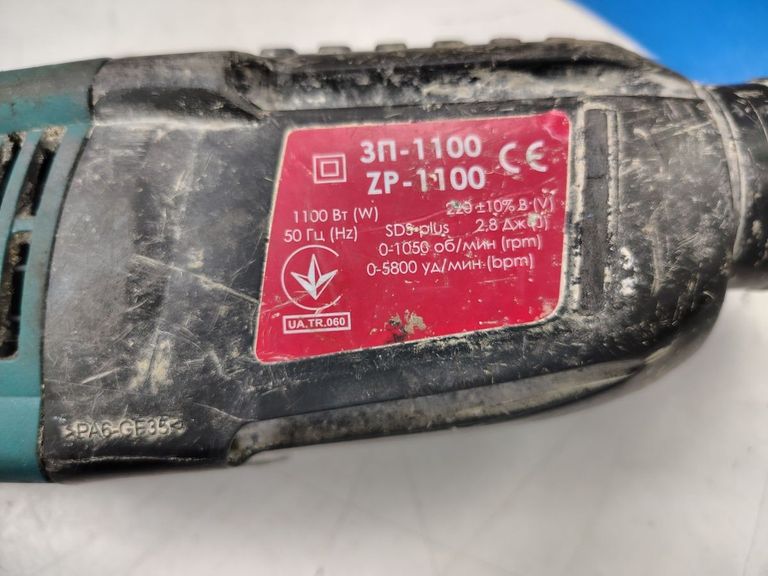 ЗП-1100
ZP-1100
CE
1100 Вт (W)
220 ±10% В (V)
50 Гц (Hz)
SDS-plus
2,8 Дж (J)
0-1050 об/мин (rpm)
0-5800 уд/мин (bpm)
UA.TR.060
>PA6-GF35<